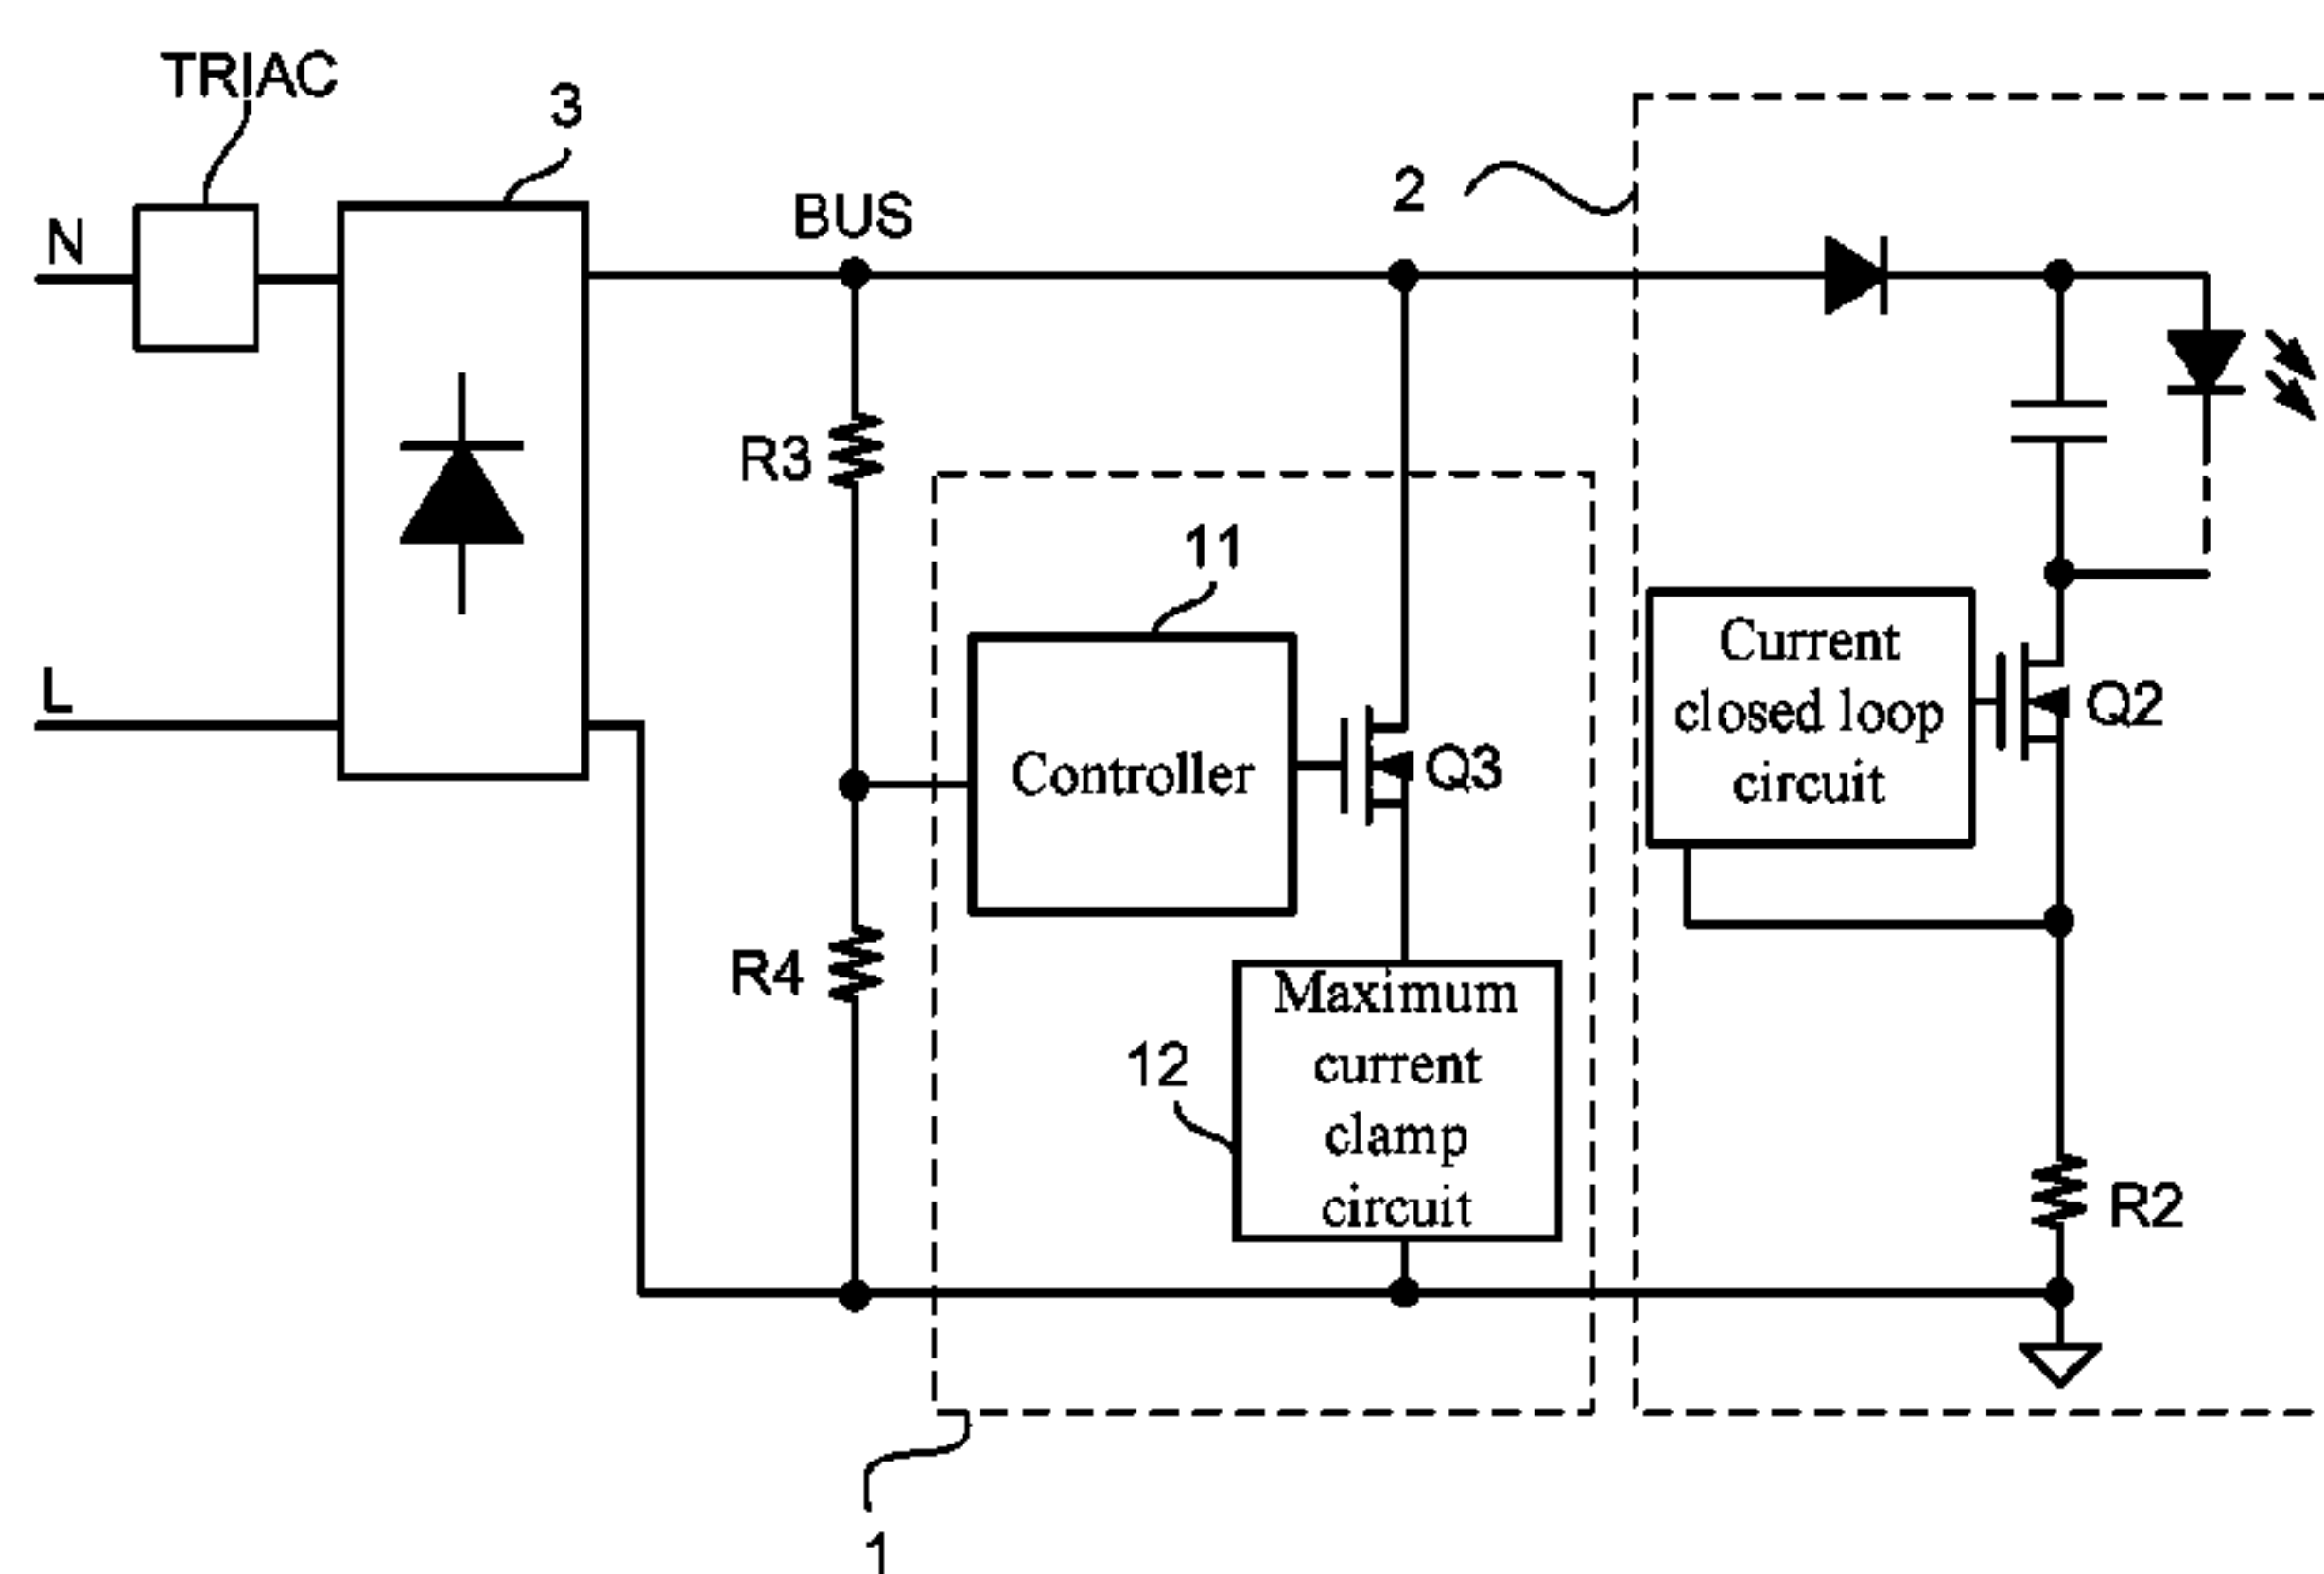 TRIAC
3
N
BUS
2
R3
11
L
Current
closed loop
circuit
Q2
Controller
Q3
R4
Maximum
current
clamp
circuit
12
R2
1